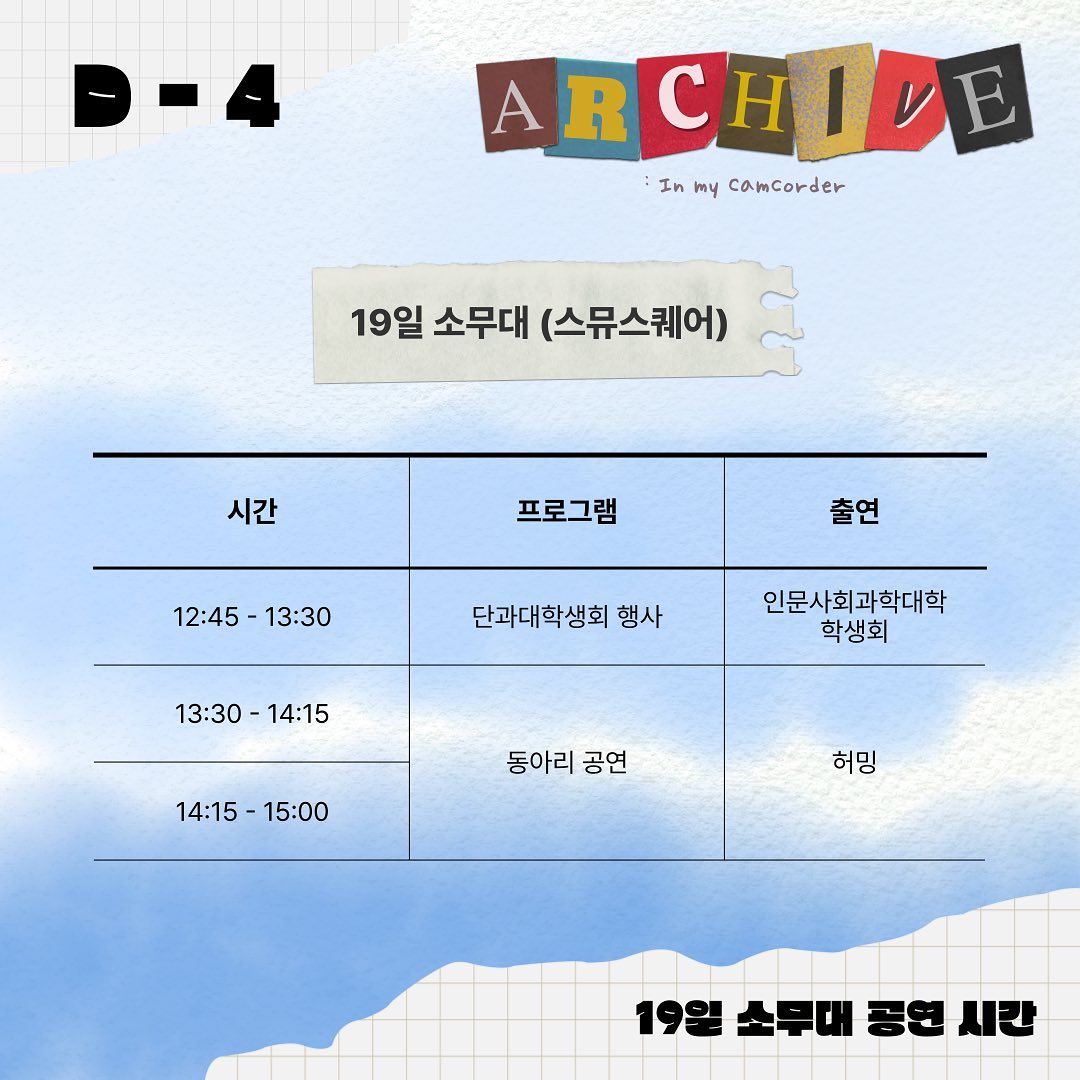 D - 4
ARCHIVE
: In my camcorder
19일 소무대 (스뮤스퀘어)
시간 프로그램 출연
12:45 - 13:30 단과대학생회 행사 인문사회과학대학
학생회
13:30 - 14:15
동아리 공연 허밍
14:15 - 15:00
19일 소무대 공연 시간